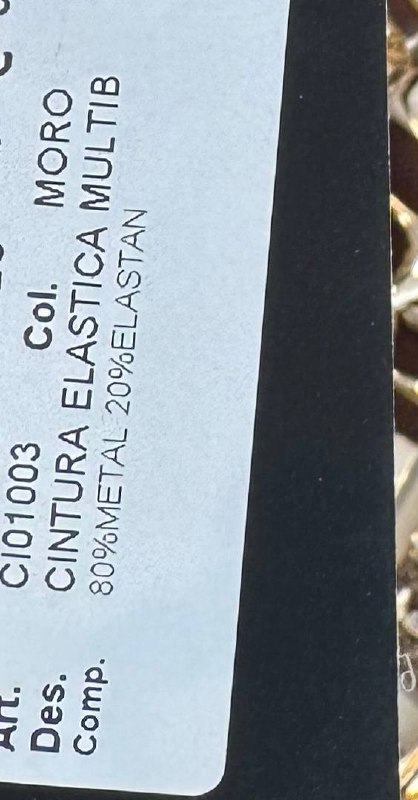 Art. CI01003 Col. MORO
Des. CINTURA ELASTICA MULTIB
Comp. 80%METAL 20%ELASTAN